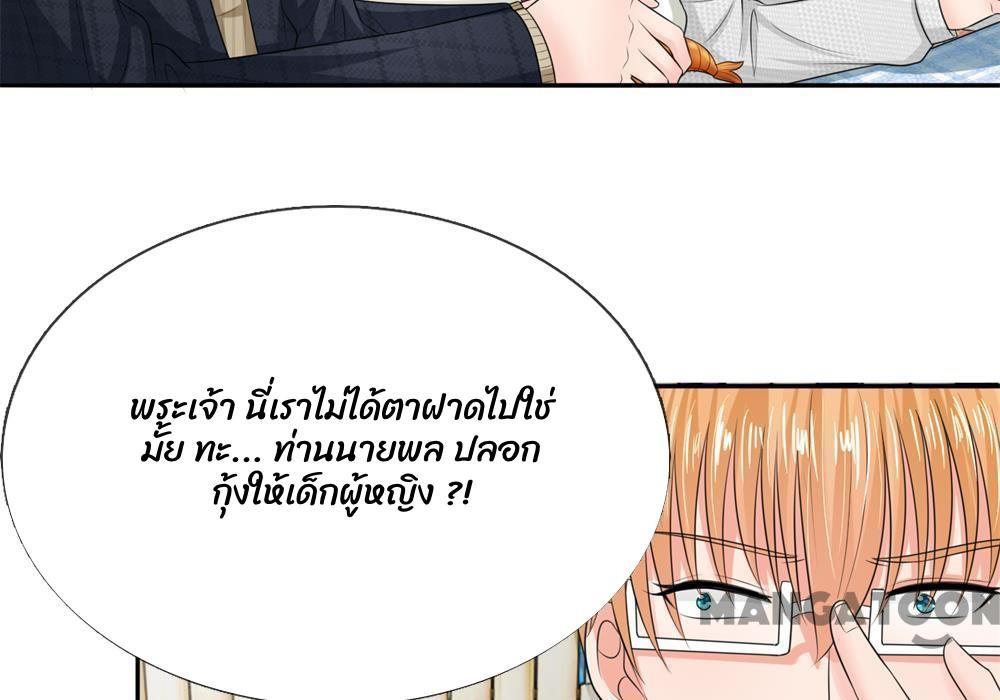 พระเจ้า นี่เราไม่ได้ตาฝาดไปใช่
มั้ย ทะ... ท่านนายพล ปลอก
กุ้งให้เด็กผู้หญิง ?!
MANGATOON